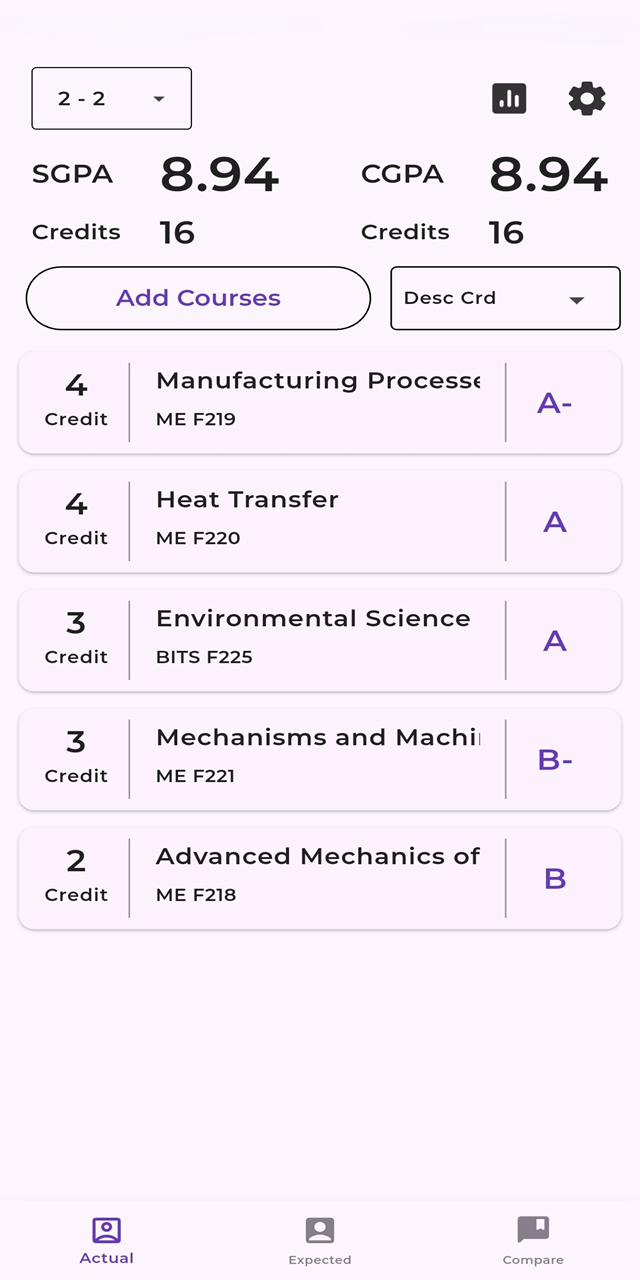 2 - 2
SGPA 8.94 CGPA 8.94
Credits 16 Credits 16
Add Courses Desc Crd
4 Credit Manufacturing Processe ME F219 A-
4 Credit Heat Transfer ME F220 A
3 Credit Environmental Science BITS F225 A
3 Credit Mechanisms and Machi ME F221 B-
2 Credit Advanced Mechanics of ME F218 B
Actual Expected Compare